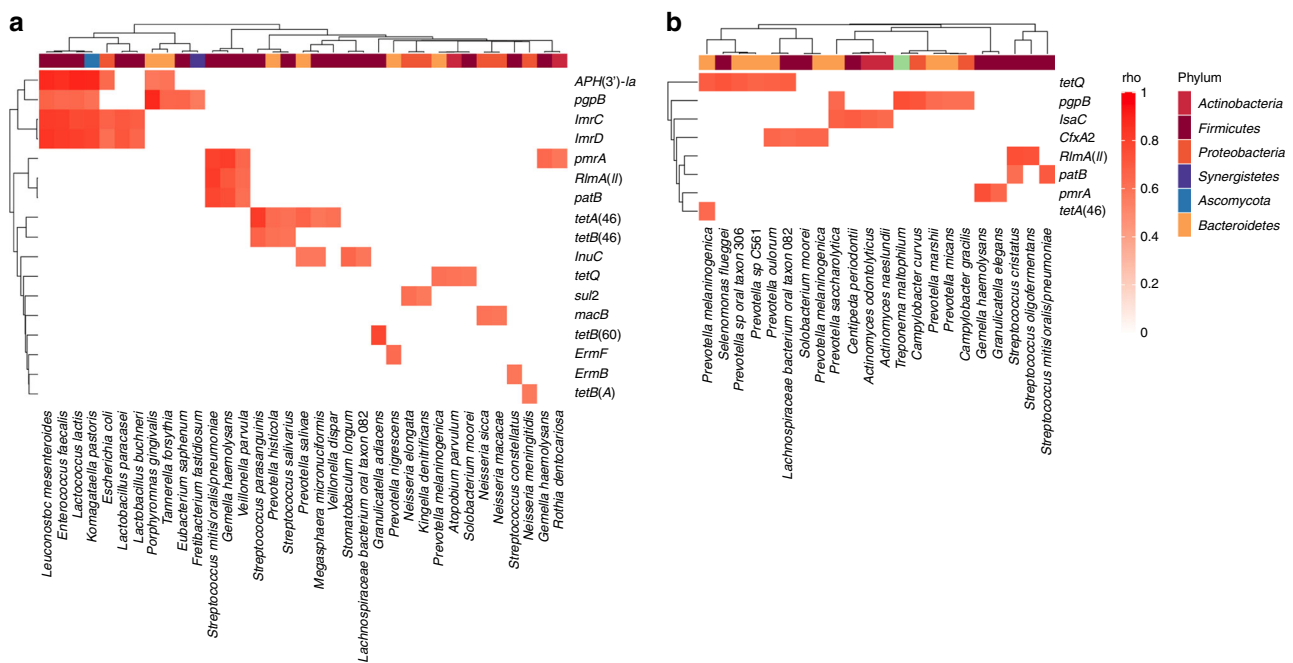 a
APH(3')-Ia
pgpB
lmrC
lmrD
pmrA
RlmA(II)
patB
tetA(46)
tetB(46)
lnuC
tetQ
sul2
macB
tetB(60)
ErmF
ErmB
tetB(A)
Leuconostoc mesenteroides
Enterococcus faecalis
Lactococcus lactis
Komagataella pastoris
Escherichia coli
Lactobacillus paracasei
Lactobacillus buchneri
Porphyromnas gingivalis
Tannerella forsythia
Eubacterium saphenum
Fretibacterium fastidiosum
Streptococcus mitis/oralis/pneumoniae
Gemella haemolysans
Veillonella parvula
Streptococcus parasanguinis
Prevotella histicola
Streptococcus salivarius
Prevotella salivae
Megasphaera micronuciformis
Veillonella dispar
Stomatobaculum longum
Lachnospiraceae bacterium oral taxon 082
Granulicatella adiacens
Prevotella nigrescens
Neisseria elongata
Kingella denitrificans
Prevotella melaninogenica
Atopobium parvulum
Solobacterium moorei
Neisseria sicca
Neisseria macacae
Streptococcus constellatus
Neisseria meningitidis
Gemella haemolysans
Rothia dentocariosa
b
tetQ
pgpB
lsaC
CfxA2
RlmA(II)
patB
pmrA
tetA(46)
Prevotella melaninogenica
Selenomonas flueggei
Prevotella sp oral taxon 306
Prevotella sp C561
Prevotella oulorum
Lachnospiraceae bacterium oral taxon 082
Solobacterium moorei
Prevotella melaninogenica
Prevotella saccharolytica
Centipeda periodontii
Actinomyces odontolyticus
Actinomyces naeslundii
Treponema maltophilum
Campylobacter curvus
Prevotella marshii
Prevotella micans
Campylobacter gracilis
Gemella haemolysans
Granulicatella elegans
Streptococcus cristatus
Streptococcus oligofermentans
Streptococcus mitis/oralis/pneumoniae
rho
1
0.8
0.6
0.4
0.2
0
Phylum
Actinobacteria
Firmicutes
Proteobacteria
Synergistetes
Ascomycota
Bacteroidetes